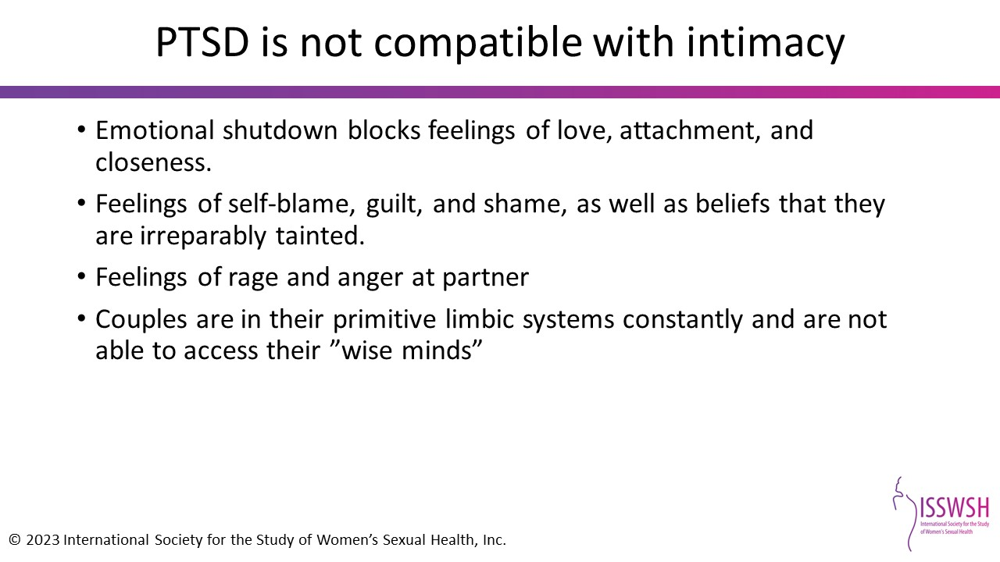 PTSD is not compatible with intimacy
• Emotional shutdown blocks feelings of love, attachment, and
closeness.
• Feelings of self-blame, guilt, and shame, as well as beliefs that they
are irreparably tainted.
• Feelings of rage and anger at partner
• Couples are in their primitive limbic systems constantly and are not
able to access their ”wise minds”
ISSWSH
International Society for the Study
of Women's Sexual Health
© 2023 International Society for the Study of Women’s Sexual Health, Inc.